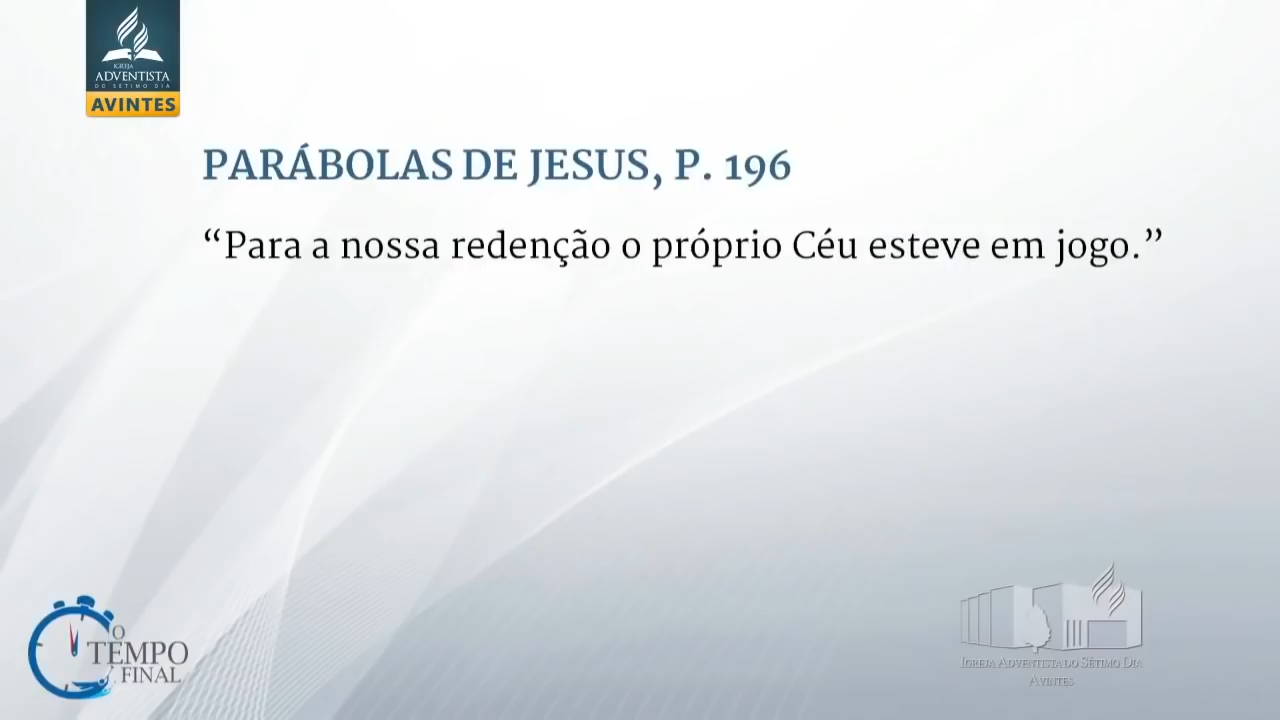 IGREJA
ADVENTISTA
DO SÉTIMO DIA
AVINTES
PARÁBOLAS DE JESUS, P. 196
“Para a nossa redenção o próprio Céu esteve em jogo.”
O
TEMPO
FINAL
IGREJA ADVENTISTA DO SÉTIMO DIA
AVINTES